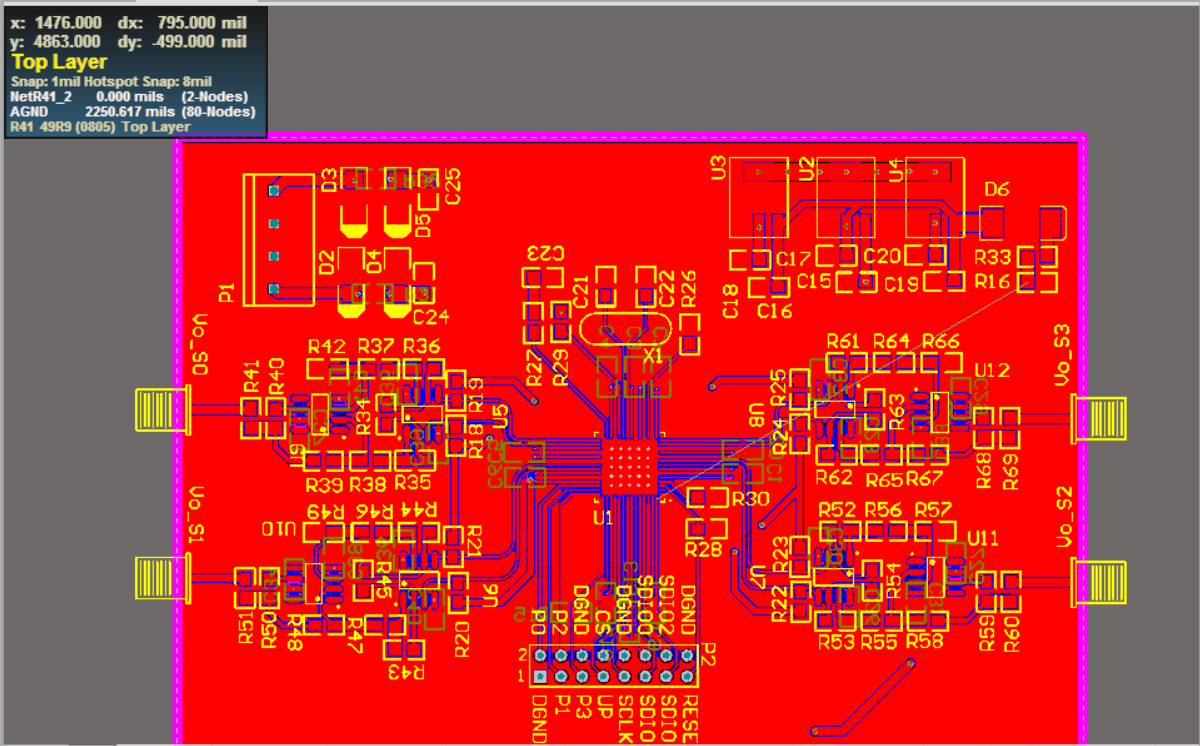 x: 1476.000 dx: 795.000 mil
y: 4863.000 dy: -499.000 mil
Top Layer
Snap: 1mil Hotspot Snap: 8mil
NetR41_2 0.000 mils (2-Nodes)
AGND 2250.617 mils (80-Nodes)
R41 49R9 (0805) Top Layer
D3
C25
D5
D2
D4
C24
P1
U3
U2
U4
D6
C17
C20
R33
C15
C19
R16
C18
C16
C23
C21
C22
R26
X1
R27
R29
Vo_S0
R42
R37
R36
R41
R40
R34
R19
R18
U5
R39
R38
R35
R61
R64
R66
U12
Vo_S3
R25
R24
U8
R63
R62
R65
R67
R68
R69
U1
R30
R28
Vo_S1
R49
R46
R44
U10
R21
R45
U6
R20
R51
R50
R48
R47
R43
R52
R56
R57
U11
Vo_S2
R23
R22
U7
R54
R53
R55
R58
R59
R60
P0
P2
DGND
CS
DGND
SDIO2
DGND
P2
2
1
DGND
P1
P3
UP
SCLK
SDIO
SDIO
RESE